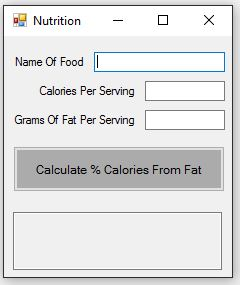 Nutrition
Name Of Food
Calories Per Serving
Grams Of Fat Per Serving
Calculate % Calories From Fat